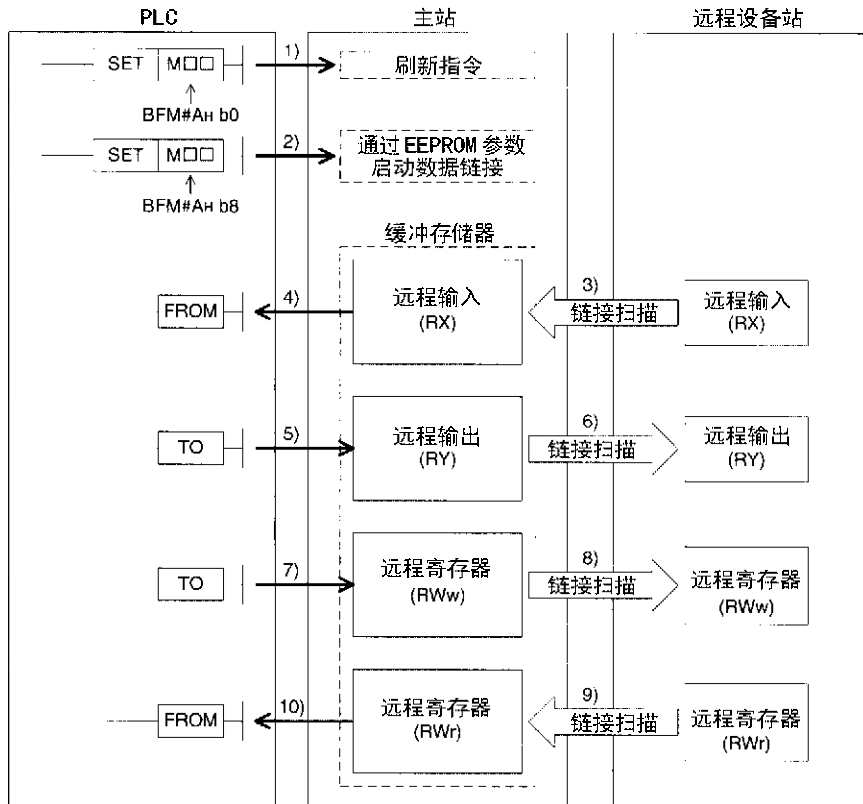 PLC 主站 远程设备站
SET M□□ 1) 刷新指令
BFM#AH b0
SET M□□ 2) 通过 EEPROM 参数
启动数据链接
BFM#AH b8
缓冲存储器
FROM 4) 远程输入
(RX)
3)
链接扫描
远程输入
(RX)
TO 5) 远程输出
(RY)
6)
链接扫描
远程输出
(RY)
TO 7) 远程寄存器
(RWw)
8)
链接扫描
远程寄存器
(RWw)
FROM 10) 远程寄存器
(RWr)
9)
链接扫描
远程寄存器
(RWr)